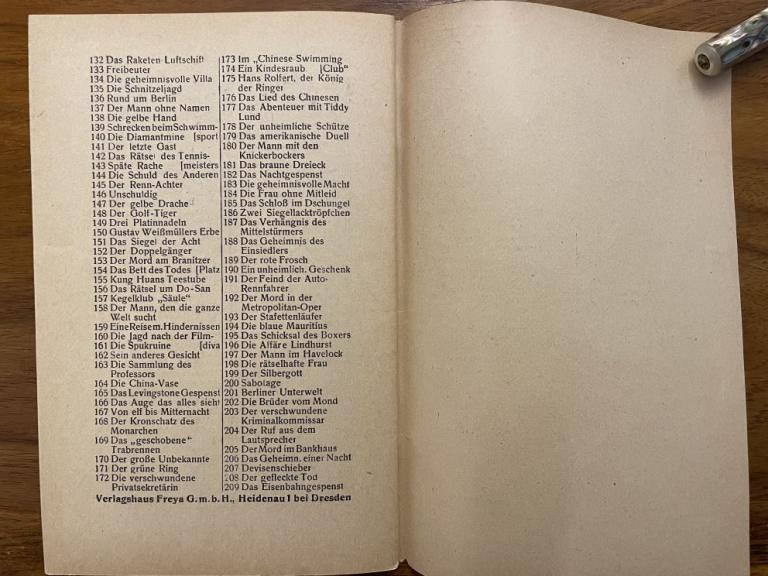 132 Das Raketen-Luftschiff
133 Freibeuter
134 Die geheimnisvolle Villa
135 Die Schnitzeljagd
136 Rund um Berlin
137 Der Mann ohne Namen
138 Die gelbe Hand
139 Schrecken beim Schwimm-
140 Die Diamantmine [sport
141 Der letzte Gast
142 Das Rätsel des Tennis-
143 Späte Rache [meisters
144 Die Schuld des Anderen
145 Der Renn-Achter
146 Unschuldig
147 Der gelbe Drache
148 Der Golf-Tiger
149 Drei Platinnadeln
150 Gustav Weißmüllers Erbe
151 Das Siegel der Acht
152 Der Doppelgänger
153 Der Mord am Branitzer
154 Das Bett des Todes [Platz
155 Kung Huans Teestube
156 Das Rätsel um Do-San
157 Kegelklub „Säule"
158 Der Mann, den die ganze
Welt sucht
159 Eine Reise m. Hindernissen
160 Die Jagd nach der Film-
161 Die Spukruine [diva
162 Sein anderes Gesicht
163 Die Sammlung des
Professors
164 Die China-Vase
165 Das Levingstone Gespenst
166 Das Auge das alles sieht
167 Von elf bis Mitternacht
168 Der Kronschatz des
Monarchen
169 Das „geschobene"
Trabrennen
170 Der große Unbekannte
171 Der grüne Ring
172 Die verschwundene
Privatsekretärin
173 Im „Chinese Swimming
174 Ein Kindesraub [Club"
175 Hans Rolfert, der König
der Ringer
176 Das Lied des Chinesen
177 Das Abenteuer mit Tiddy
Lund
178 Der unheimliche Schütze
179 Das amerikanische Duell
180 Der Mann mit den
Knickerbockers
181 Das braune Dreieck
182 Das Nachtgespenst
183 Die geheimnisvolle Macht
184 Die Frau ohne Mitleid
185 Das Schloß im Dschungel
186 Zwei Siegellacktröpfchen
187 Das Verhängnis des
Mittelstürmers
188 Das Geheimnis des
Einsiedlers
189 Der rote Frosch
190 Ein unheimlich. Geschenk
191 Der Feind der Auto-
Rennfahrer
192 Der Mord in der
Metropolitan-Oper
193 Der Stafettenläufer
194 Die blaue Mauritius
195 Das Schicksal des Boxers
196 Die Affäre Lindhurst
197 Der Mann im Havelock
198 Die rätselhafte Frau
199 Der Silbergott
200 Sabotage
201 Berliner Unterwelt
202 Die Brüder vom Mond
203 Der verschwundene
Kriminalkommissar
204 Der Ruf aus dem
Lautsprecher
205 Der Mord im Bankhaus
206 Das Geheimn. einer Nacht
207 Devisenschieber
208 Der gefleckte Tod
209 Das Eisenbahngespenst
Verlagshaus Freya G.m.b.H., Heidenau I bei Dresden